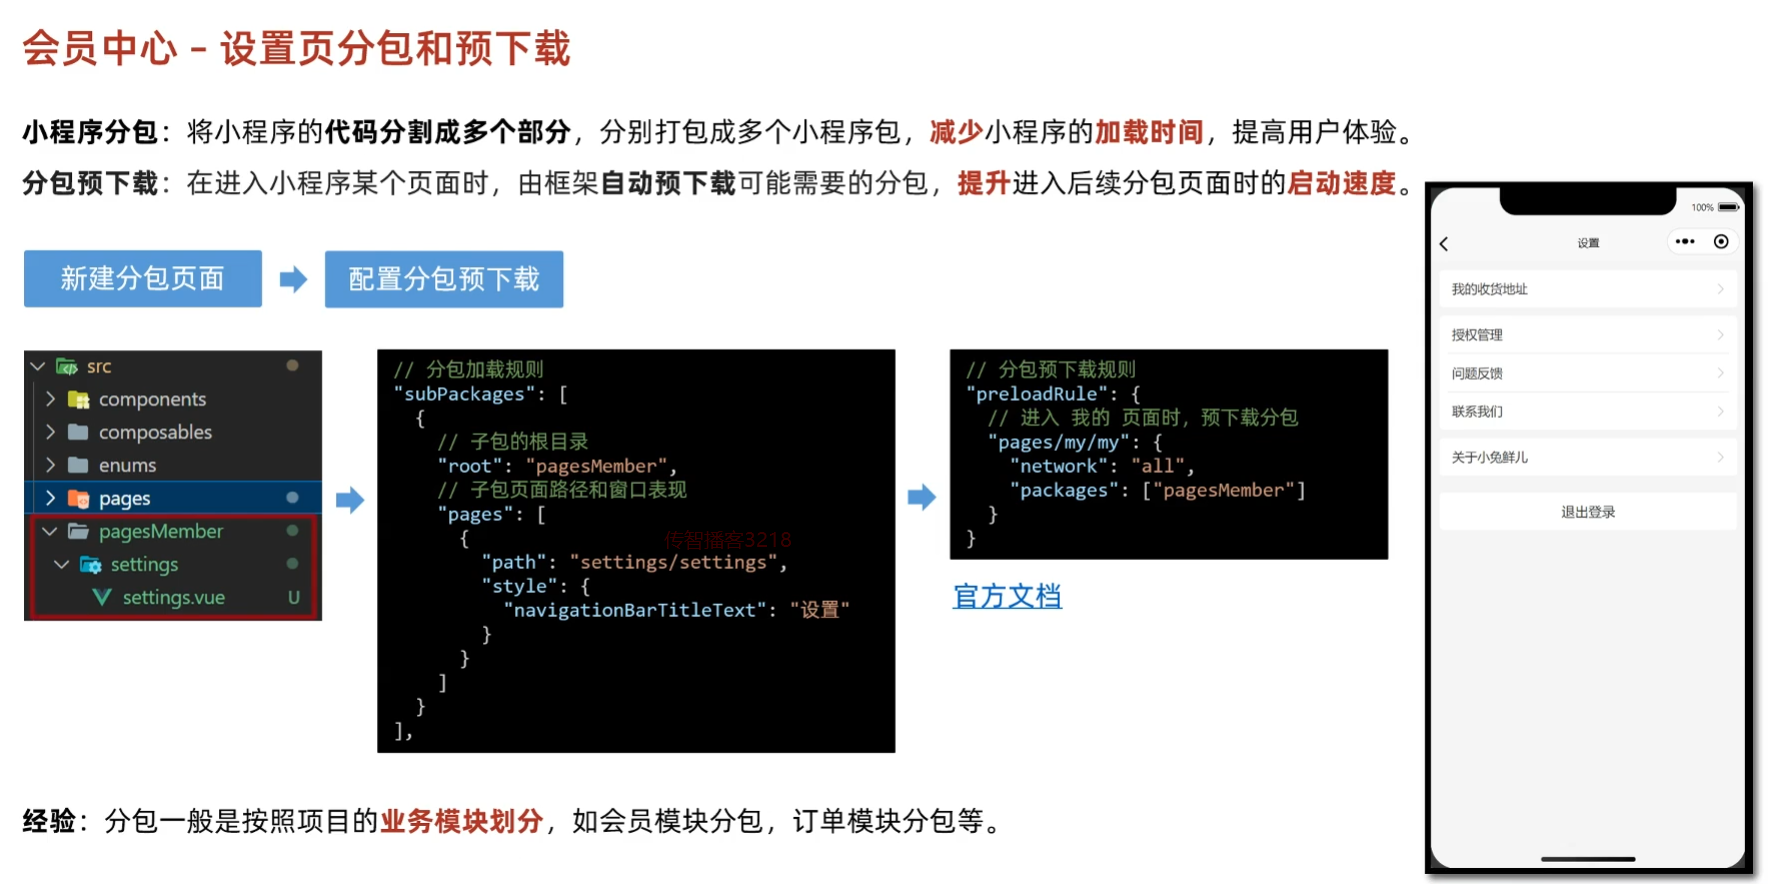 会员中心 – 设置页分包和预下载
小程序分包：将小程序的代码分割成多个部分，分别打包成多个小程序包，减少小程序的加载时间，提高用户体验。
分包预下载：在进入小程序某个页面时，由框架自动预下载可能需要的分包，提升进入后续分包页面时的启动速度。
新建分包页面
配置分包预下载
src
components
composables
enums
pages
pagesMember
settings
settings.vue U
// 分包加载规则
"subPackages": [
{
// 子包的根目录
"root": "pagesMember",
// 子包页面路径和窗口表现
"pages": [
{
"path": "settings/settings",
"style": {
"navigationBarTitleText": "设置"
}
}
]
}
],
传智播客3218
// 分包预下载规则
"preloadRule": {
// 进入 我的 页面时，预下载分包
"pages/my/my": {
"network": "all",
"packages": ["pagesMember"]
}
}
官方文档
100%
设置
我的收货地址
授权管理
问题反馈
联系我们
关于小兔鲜儿
退出登录
经验：分包一般是按照项目的业务模块划分，如会员模块分包，订单模块分包等。